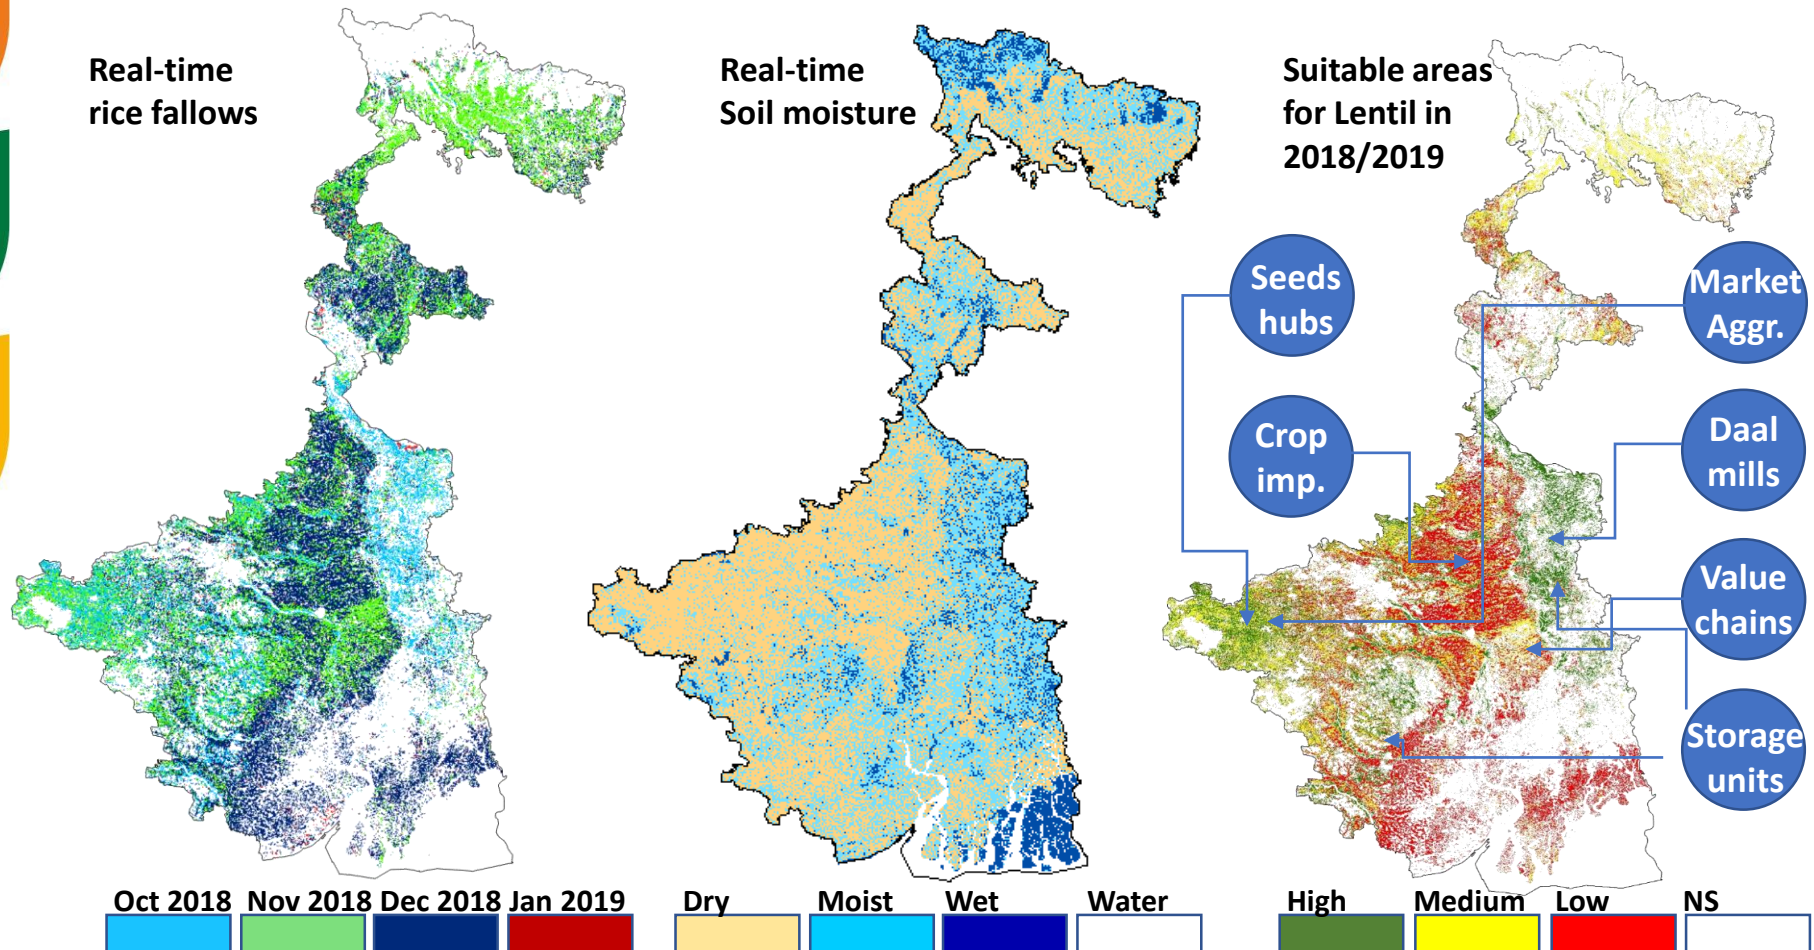 Real-time
rice fallows
Real-time
Soil moisture
Suitable areas
for Lentil in
2018/2019
Seeds
hubs
Market
Aggr.
Crop
imp.
Daal
mills
Value
chains
Storage
units
Oct 2018
Nov 2018
Dec 2018
Jan 2019
Dry
Moist
Wet
Water
High
Medium
Low
NS